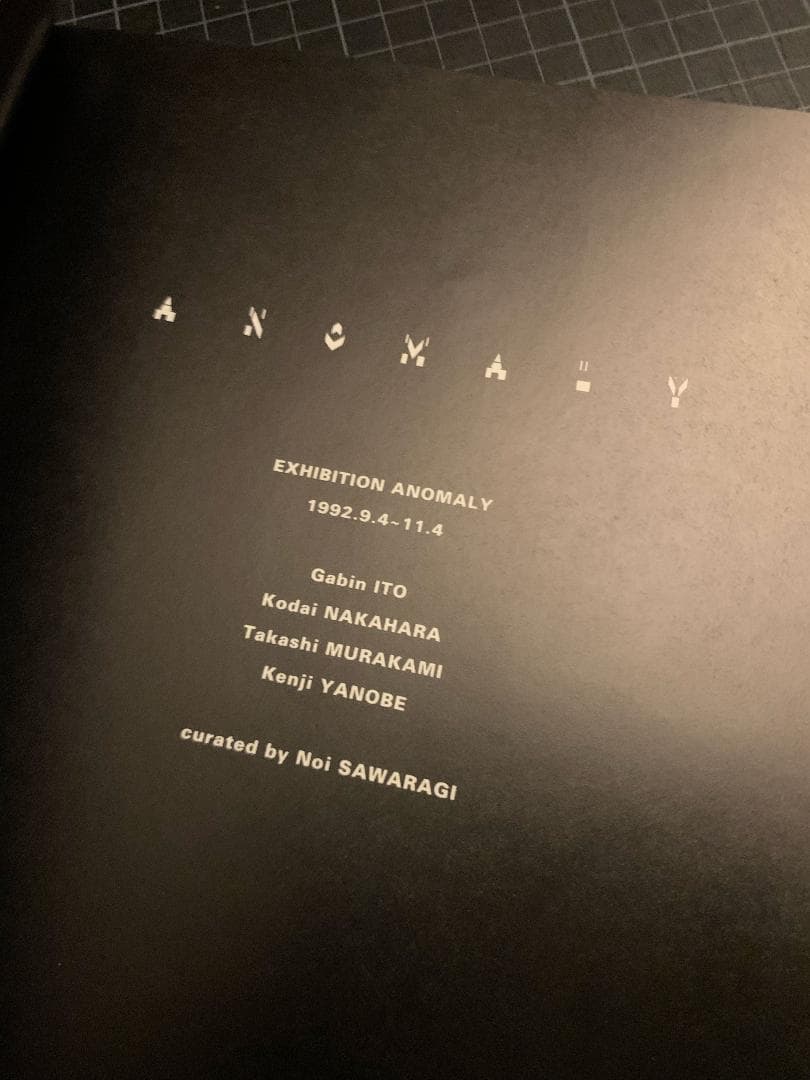 ANOMALY
EXHIBITION ANOMALY
1992.9.4~11.4
Gabin ITO
Kodai NAKAHARA
Takashi MURAKAMI
Kenji YANOBE
curated by Noi SAWARAGI